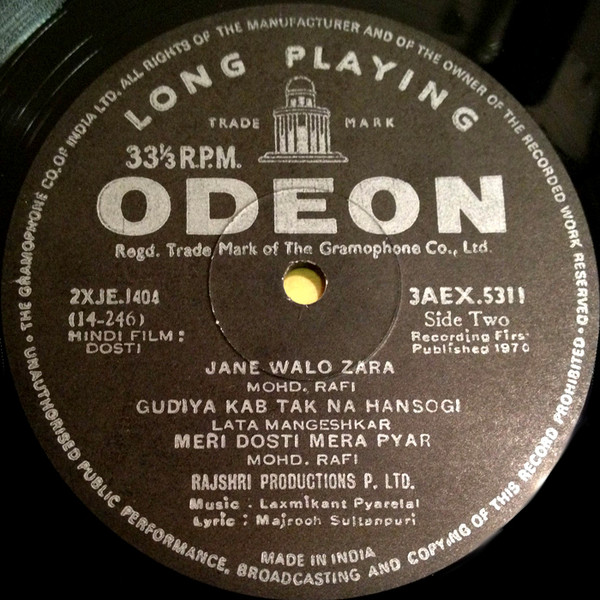 THE GRAMOPHONE CO. OF INDIA LTD. ALL RIGHTS OF THE MANUFACTURER AND OF THE OWNER OF THE RECORDED WORK RESERVED • UNAUTHORISED PUBLIC PERFORMANCE, BROADCASTING AND COPYING OF THIS RECORD PROHIBITED •
LONG PLAYING
TRADE MARK
33⅓ R.P.M.
ODEON
Regd. Trade Mark of The Gramophone Co., Ltd.
2XJE.1404
3AEX.5311
(14-246)
Side Two
HINDI FILM:
DOSTI
Recording First
Published 1970
JANE WALO ZARA
MOHD. RAFI
GUDIYA KAB TAK NA HANSOGI
LATA MANGESHKAR
MERI DOSTI MERA PYAR
MOHD. RAFI
RAJSHRI PRODUCTIONS P. LTD.
Music : Laxmikant Pyarelal
Lyric : Majrooh Sultanpuri
MADE IN INDIA